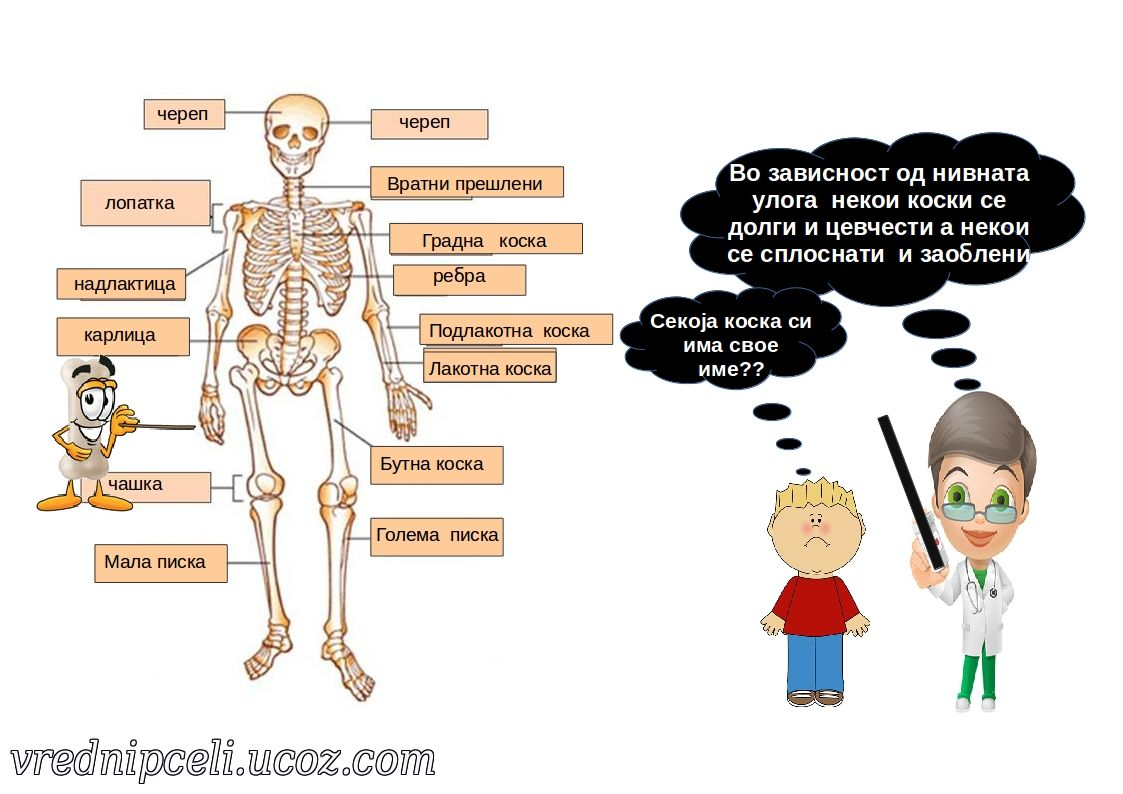 череп
череп
Вратни прешлени
лопатка
Градна коска
ребра
надлактица
карлица
Подлакотна коска
Лакотна коска
Бутна коска
чашка
Голема писка
Мала писка
Во зависност од нивната
улога некои коски се
долги и цевчести а некои
се сплоснати и заоблени
Секоја коска си
има свое
име??
vrednipceli.ucoz.com